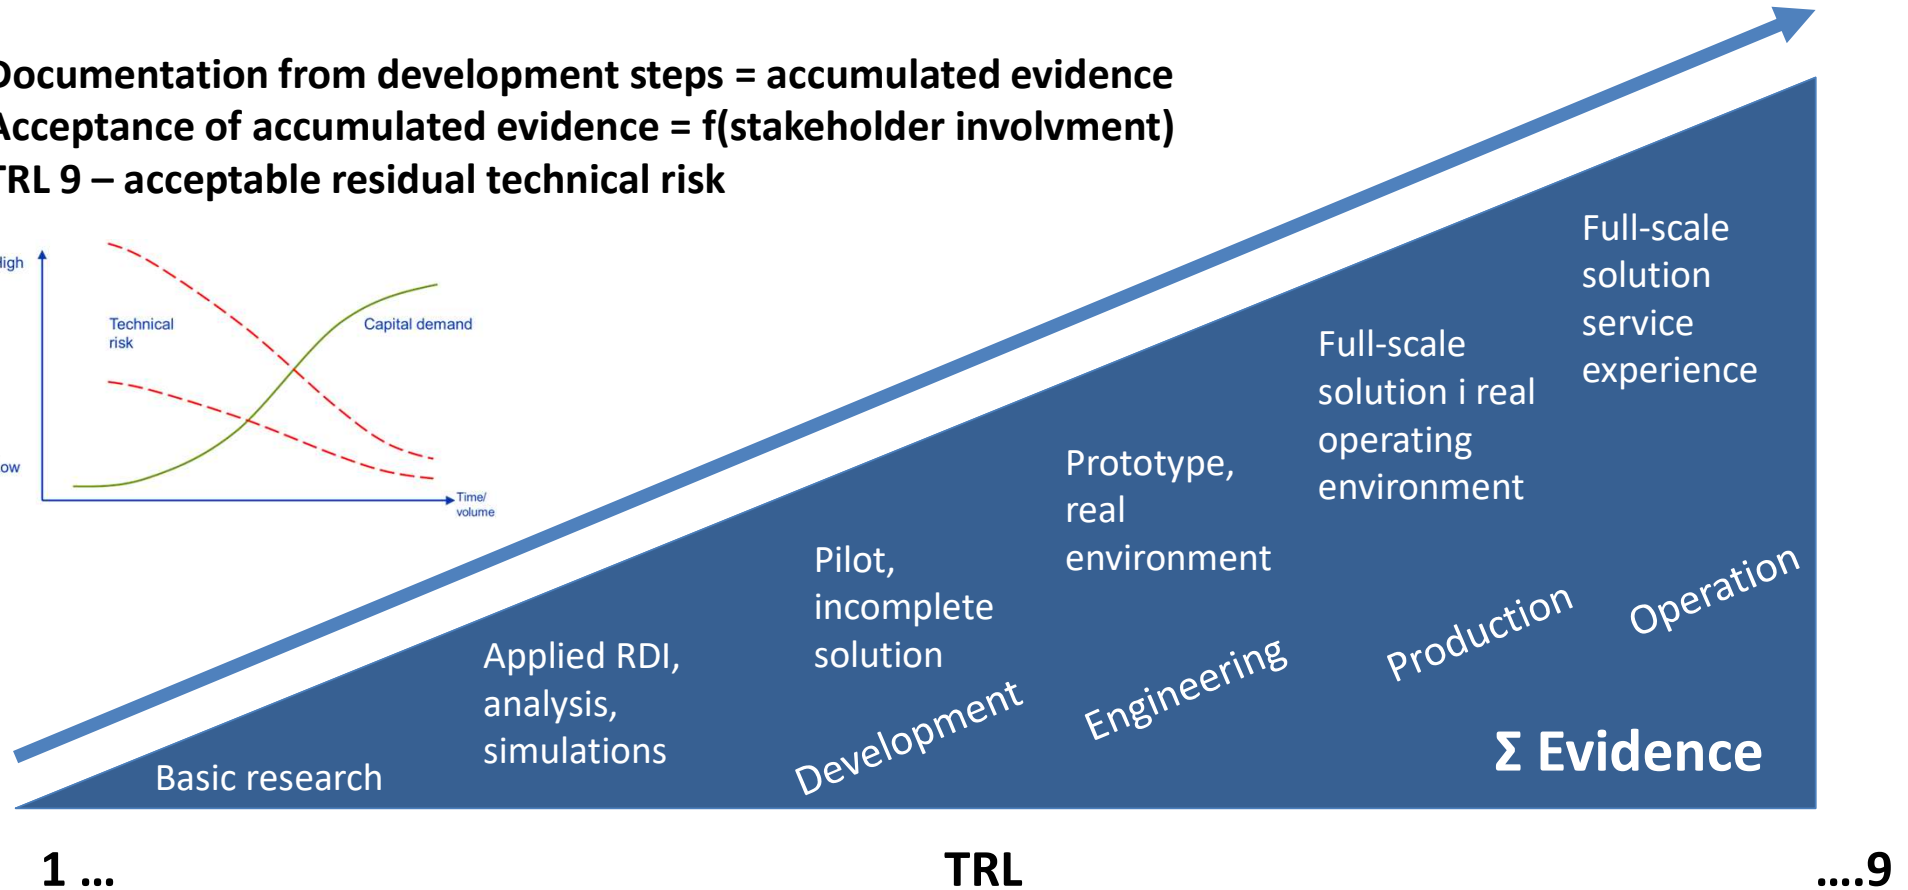 Documentation from development steps = accumulated evidence
Acceptance of accumulated evidence = f(stakeholder involvment)
TRL 9 – acceptable residual technical risk
High
Technical
risk
Capital demand
Low
Time/
volume
Full-scale
solution
service
experience
Full-scale
solution i real
operating
environment
Prototype,
real
environment
Pilot,
incomplete
solution
Applied RDI,
analysis,
simulations
Basic research
Development
Engineering
Production
Operation
Σ Evidence
1 ...
TRL
....9